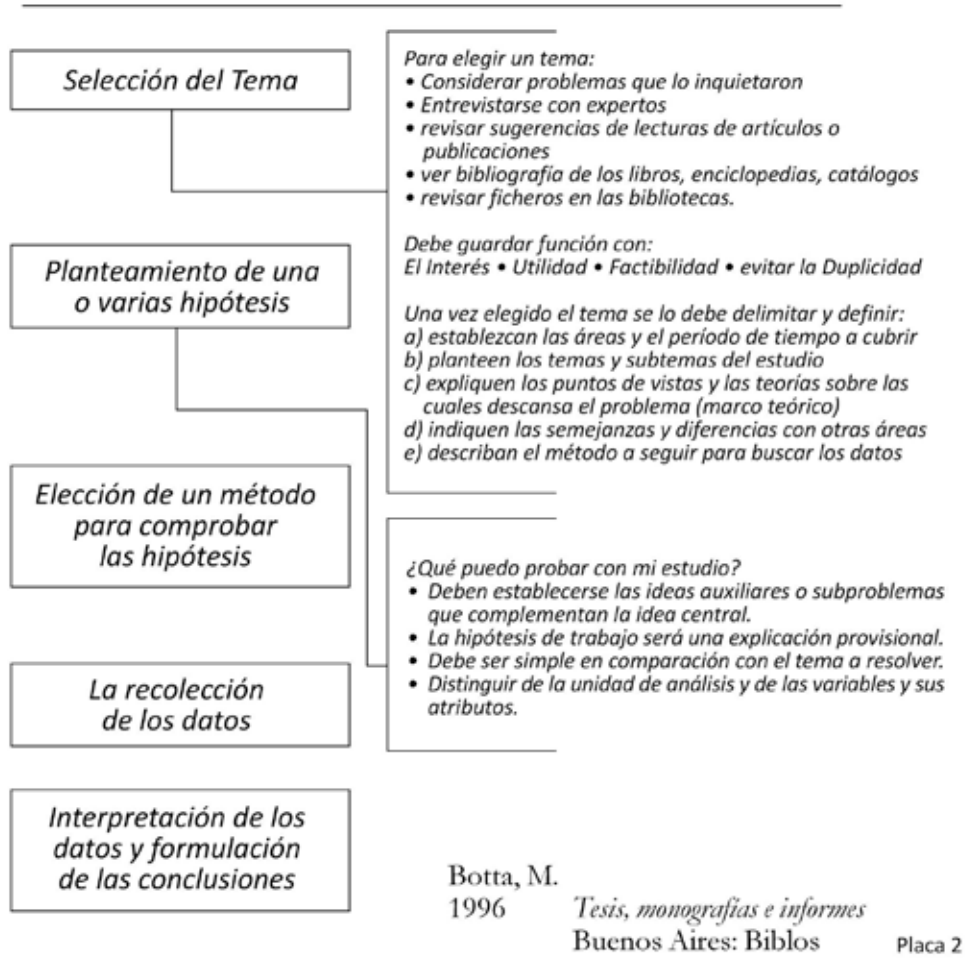 Selección del Tema
Para elegir un tema:
• Considerar problemas que lo inquietaron
• Entrevistarse con expertos
• revisar sugerencias de lecturas de artículos o
publicaciones
• ver bibliografía de los libros, enciclopedias, catálogos
• revisar ficheros en las bibliotecas.
Debe guardar función con:
El Interés • Utilidad • Factibilidad • evitar la Duplicidad
Una vez elegido el tema se lo debe delimitar y definir:
a) establezcan las áreas y el período de tiempo a cubrir
b) planteen los temas y subtemas del estudio
c) expliquen los puntos de vistas y las teorías sobre las
cuales descansa el problema (marco teórico)
d) indiquen las semejanzas y diferencias con otras áreas
e) describan el método a seguir para buscar los datos
Planteamiento de una
o varias hipótesis
¿Qué puedo probar con mi estudio?
• Deben establecerse las ideas auxiliares o subproblemas
que complementan la idea central.
• La hipótesis de trabajo será una explicación provisional.
• Debe ser simple en comparación con el tema a resolver.
• Distinguir de la unidad de análisis y de las variables y sus
atributos.
Elección de un método
para comprobar
las hipótesis
La recolección
de los datos
Interpretación de los
datos y formulación
de las conclusiones
Botta, M.
1996 Tesis, monografías e informes
Buenos Aires: Biblos
Placa 2